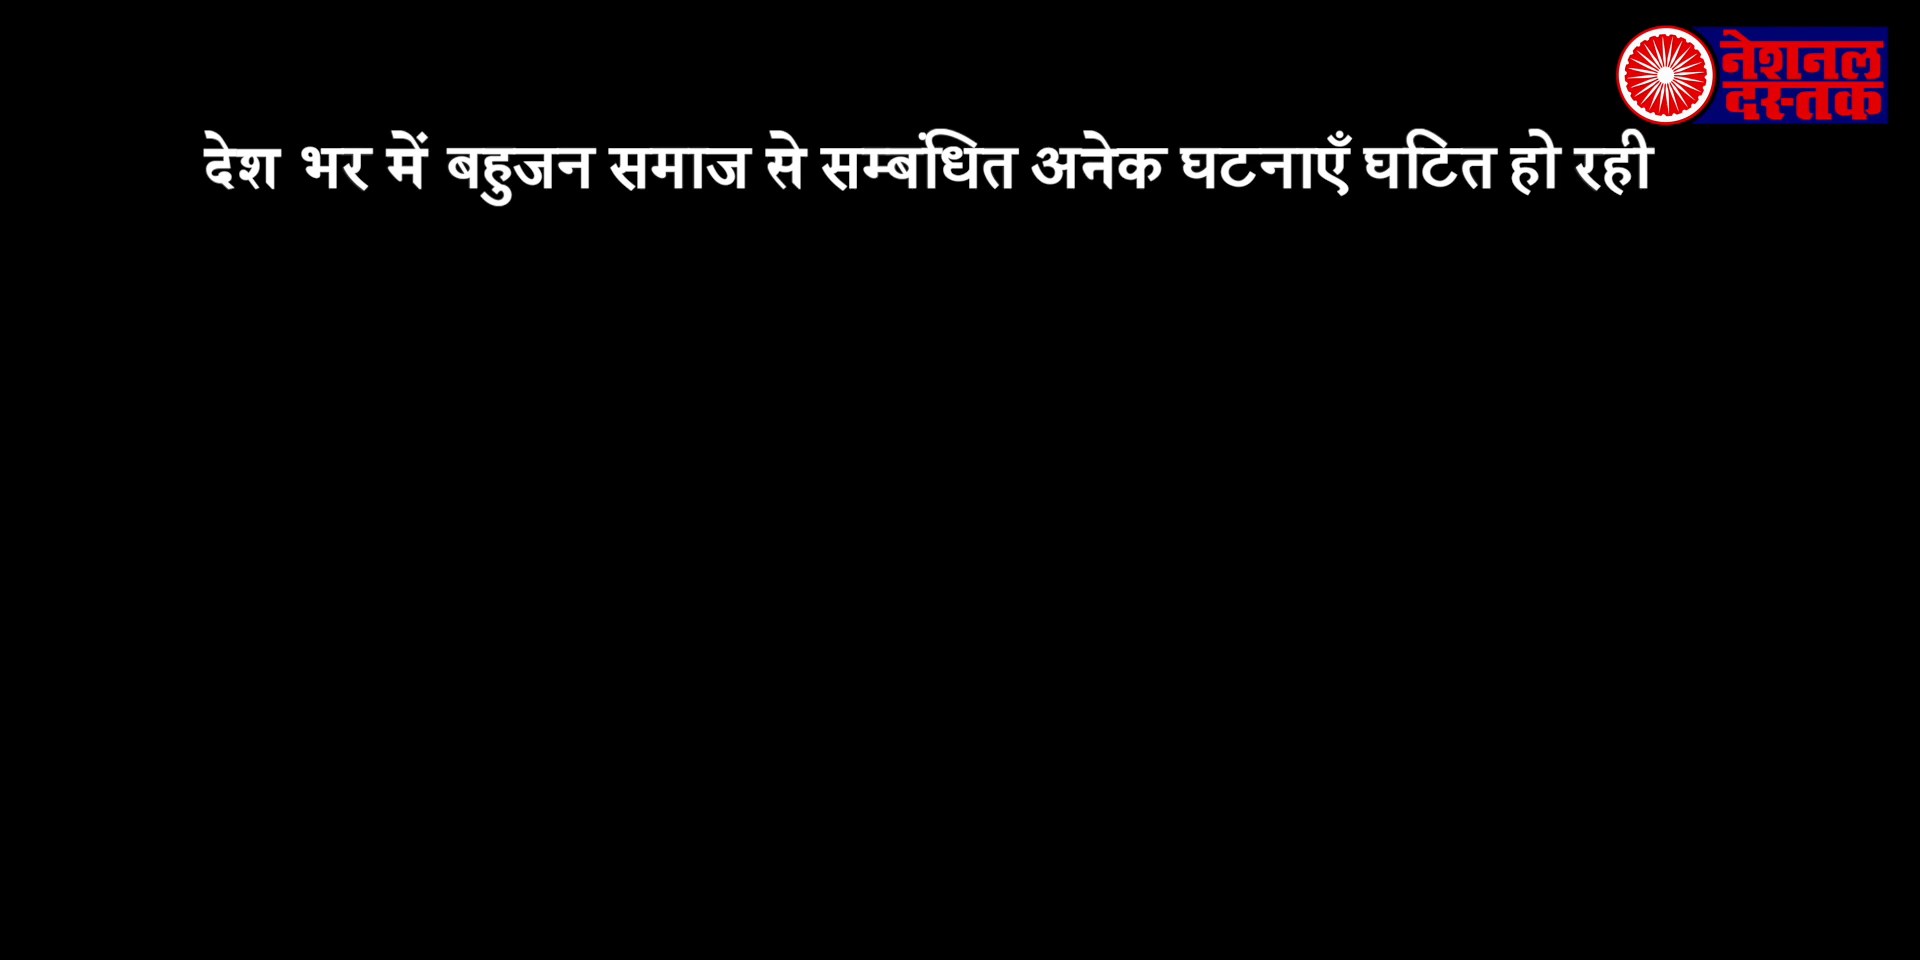 नेशनल
दस्तक
देश भर में बहुजन समाज से सम्बंधित अनेक घटनाएँ घटित हो रही